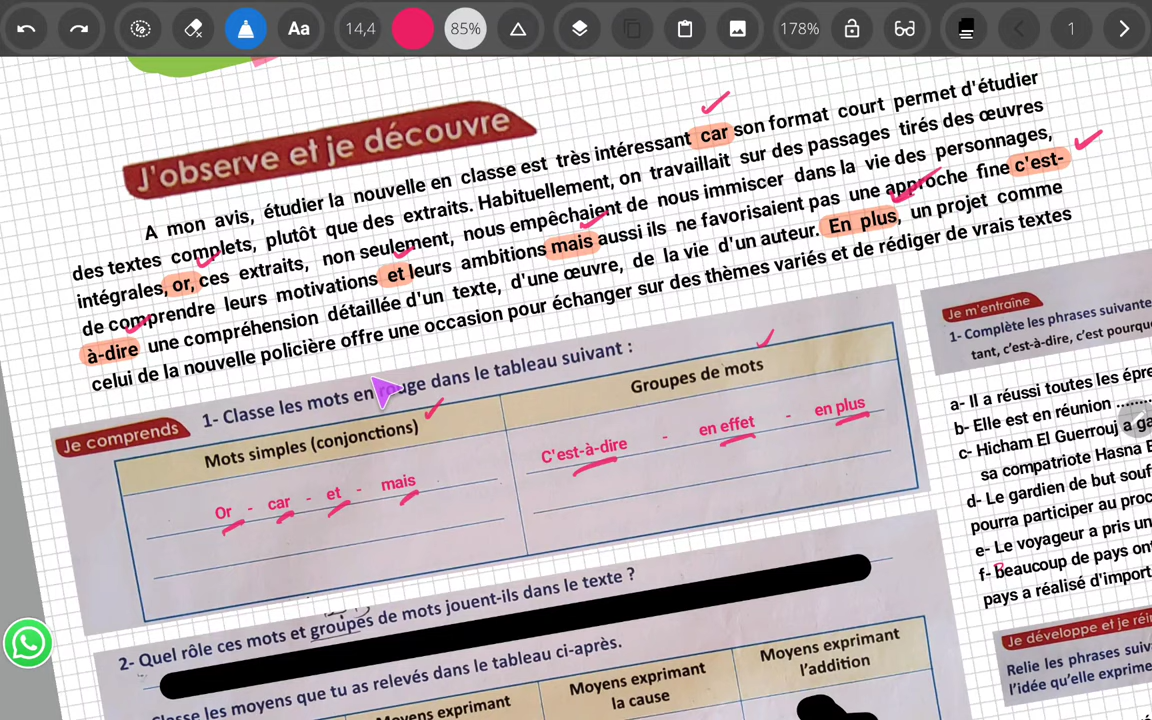 Aa 14,4 85% 178% 1
J'observe et je découvre
A mon avis, étudier la nouvelle en classe est très intéressant car son format court permet d'étudier
des textes complets, plutôt que des extraits. Habituellement, on travaillait sur des passages tirés des œuvres
intégrales, or, ces extraits, non seulement, nous empêchaient de nous immiscer dans la vie des personnages,
de comprendre leurs motivations et leurs ambitions mais aussi ils ne favorisaient pas une approche fine c'est-
à-dire une compréhension détaillée d'un texte, d'une œuvre, de la vie d'un auteur. En plus, un projet comme
celui de la nouvelle policière offre une occasion pour échanger sur des thèmes variés et de rédiger de vrais textes
Je comprends
1- Classe les mots en rouge dans le tableau suivant :
Mots simples (conjonctions)
Groupes de mots
Or - car - et - mais
C'est-à-dire - en effet - en plus
2- Quel rôle ces mots et groupes de mots jouent-ils dans le texte ?
les moyens que tu as relevés dans le tableau ci-après.
Moyens exprimant
Moyens exprimant
la cause
Moyens exprimant
l'addition
Je m'entraîne
1- Complète les phrases suivante
tant, c'est-à-dire, c'est pourqu
a- Il a réussi toutes les épre
b- Elle est en réunion ........
c- Hicham El Guerrouj a ga
sa compatriote Hasna B
d- Le gardien de but souf
pourra participer au proc
e- Le voyageur a pris un
f- Beaucoup de pays ont
pays a réalisé d'import
Je développe et je réi
Relie les phrases suiv
l'idée qu'elle exprime